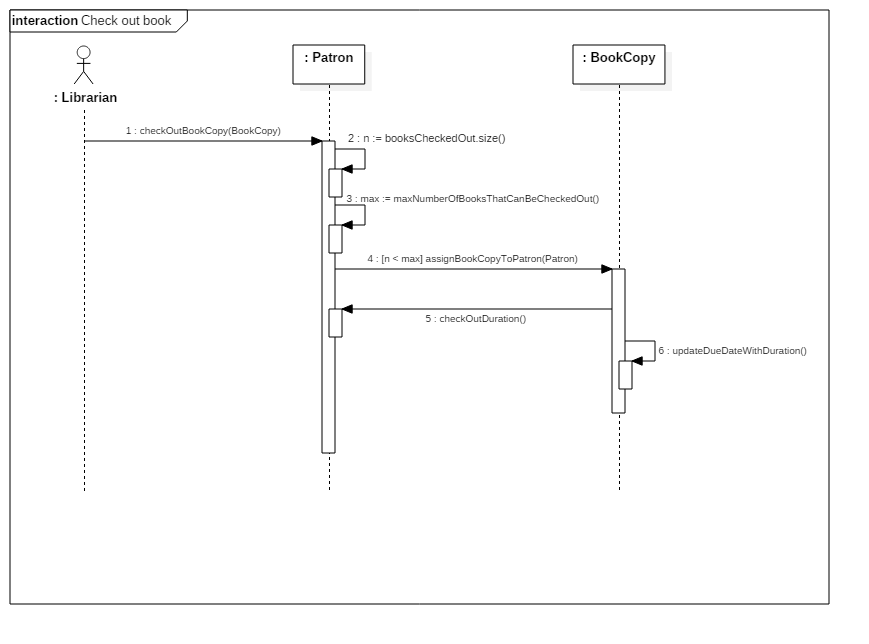 interaction Check out book
: Librarian
: Patron
: BookCopy
1 : checkOutBookCopy(BookCopy)
2 : n := booksCheckedOut.size()
3 : max := maxNumberOfBooksThatCanBeCheckedOut()
4 : [n < max] assignBookCopyToPatron(Patron)
5 : checkOutDuration()
6 : updateDueDateWithDuration()